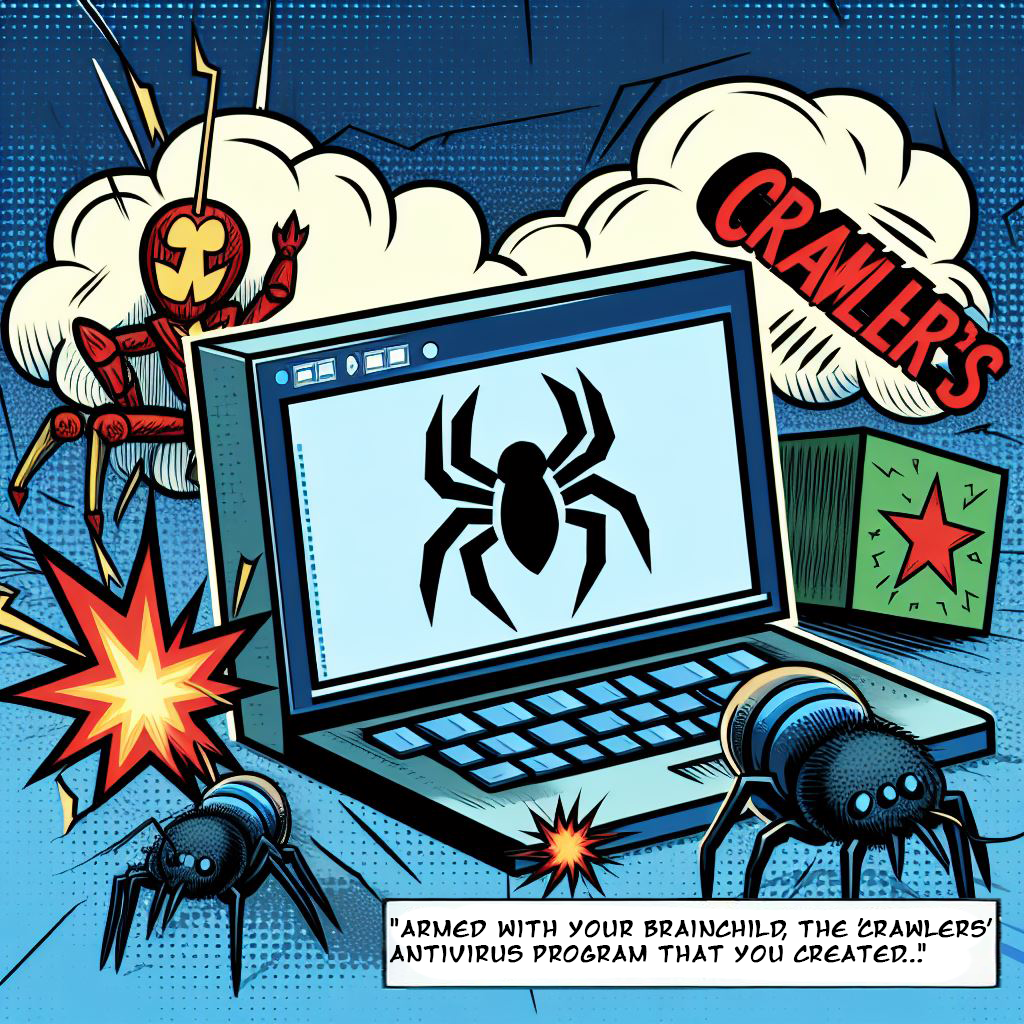 CRAWLER'S
"ARMED WITH YOUR BRAINCHILD, THE 'CRAWLERS'
ANTIVIRUS PROGRAM THAT YOU CREATED..."